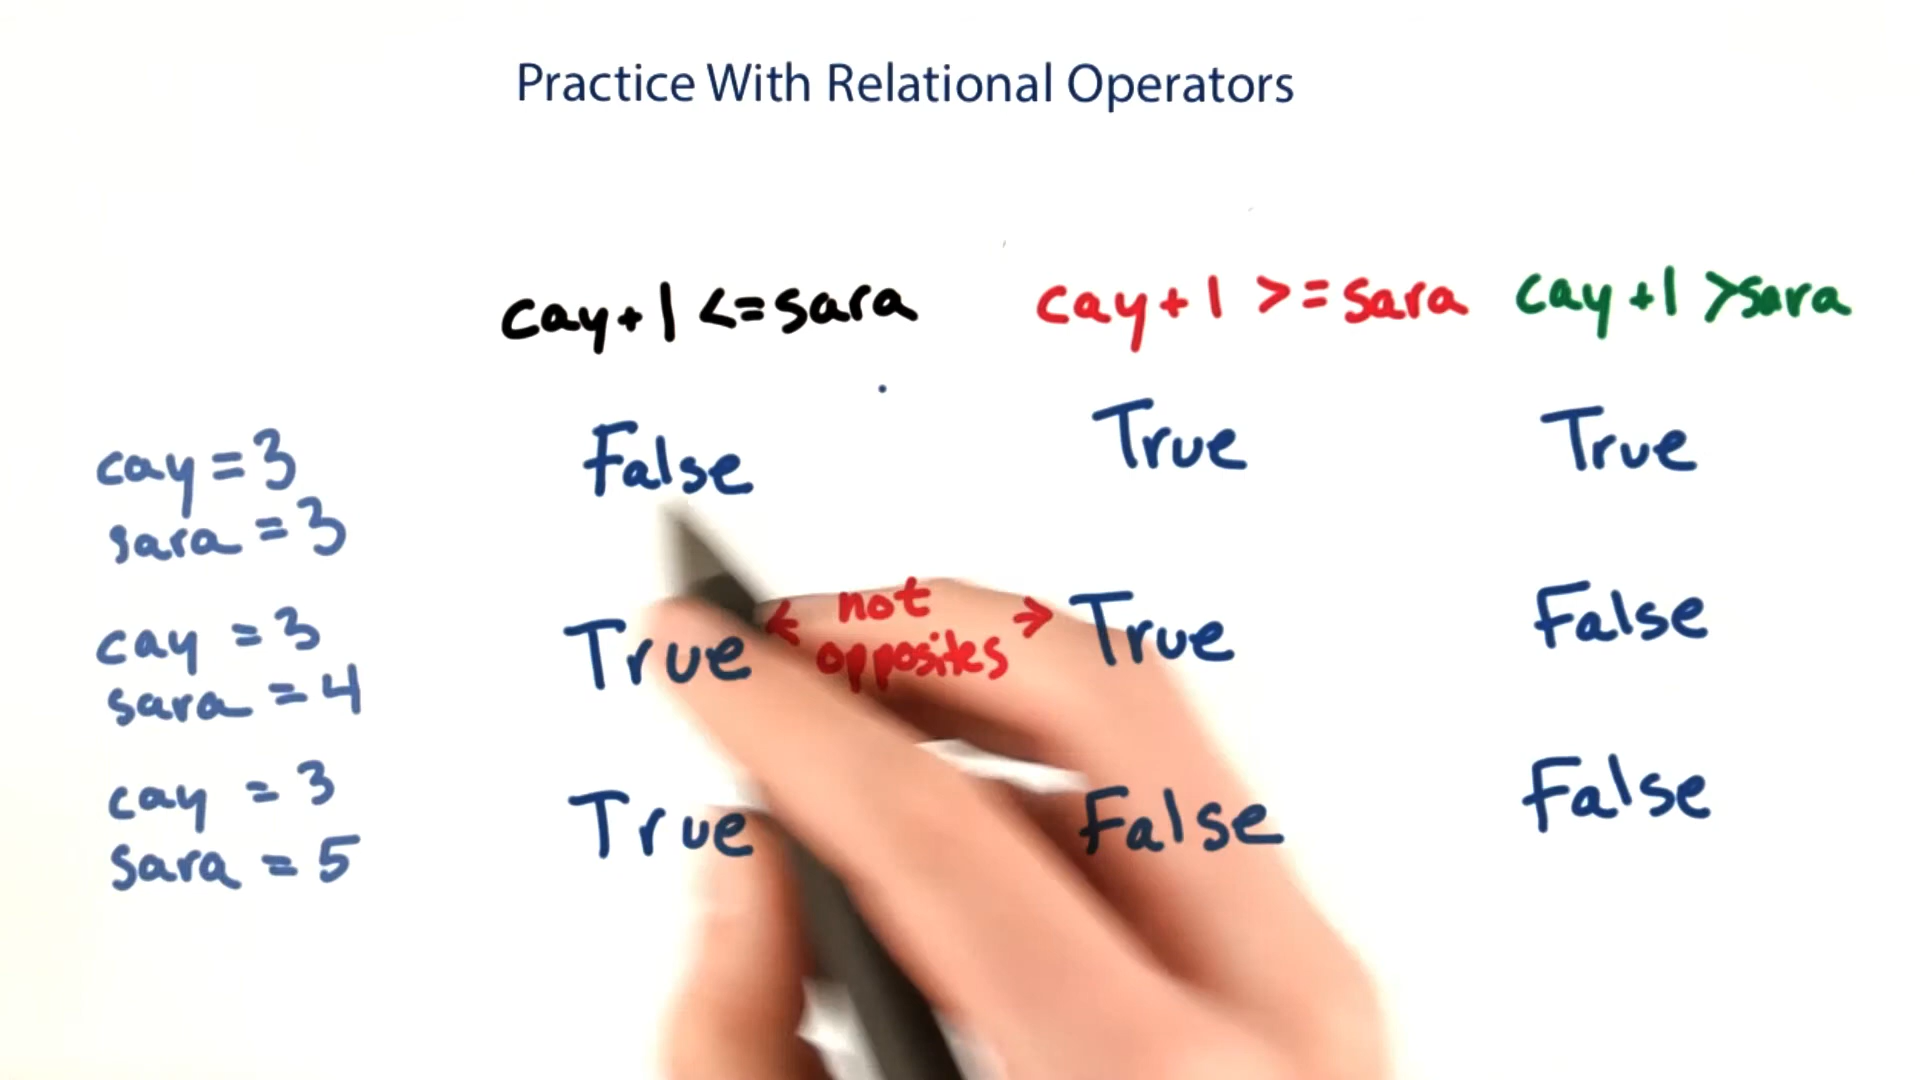 Practice With Relational Operators
cay+1 <= sara cay+1 >= sara cay+1 > sara
cay = 3
sara = 3
False True True
cay = 3
sara = 4
True ← not opposites → True False
cay = 3
sara = 5
True False False